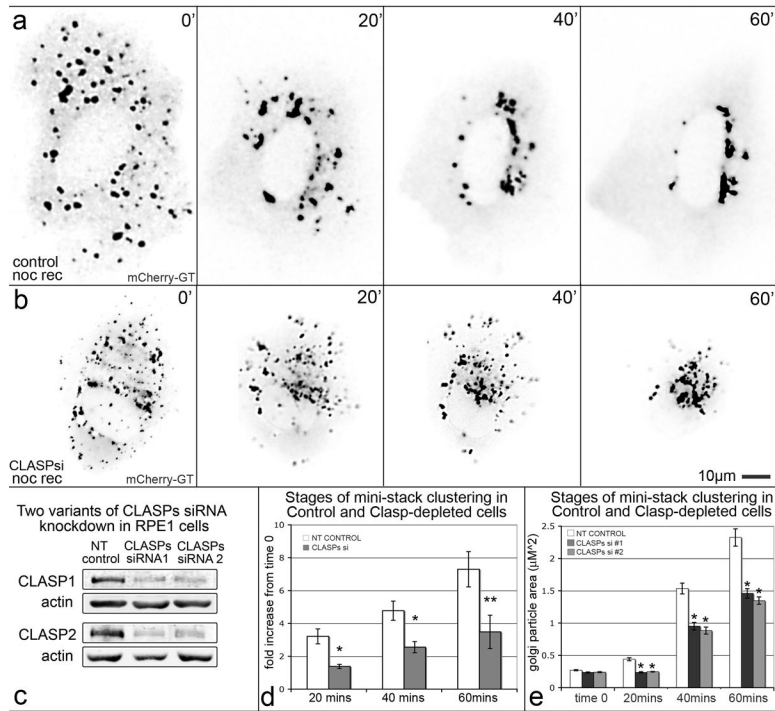 a
0'
20'
40'
60'
control
noc rec
mCherry-GT
b
0'
20'
40'
60'
CLASPsi
noc rec
mCherry-GT
10µm
Two variants of CLASPs siRNA
knockdown in RPE1 cells
NT
control
CLASPs
siRNA1
CLASPs
siRNA 2
CLASP1
actin
CLASP2
actin
c
Stages of mini-stack clustering in
Control and Clasp-depleted cells
NT CONTROL
CLASPs si
fold increase from time 0
10
8
6
4
2
0
*
*
**
20 mins
40 mins
60mins
d
Stages of mini-stack clustering in
Control and Clasp-depleted cells
NT CONTROL
CLASPs si #1
CLASPs si #2
golgi particle area (µM^2)
2.5
2
1.5
1
0.5
0
* *
* *
* *
time 0
20mins
40mins
60mins
e